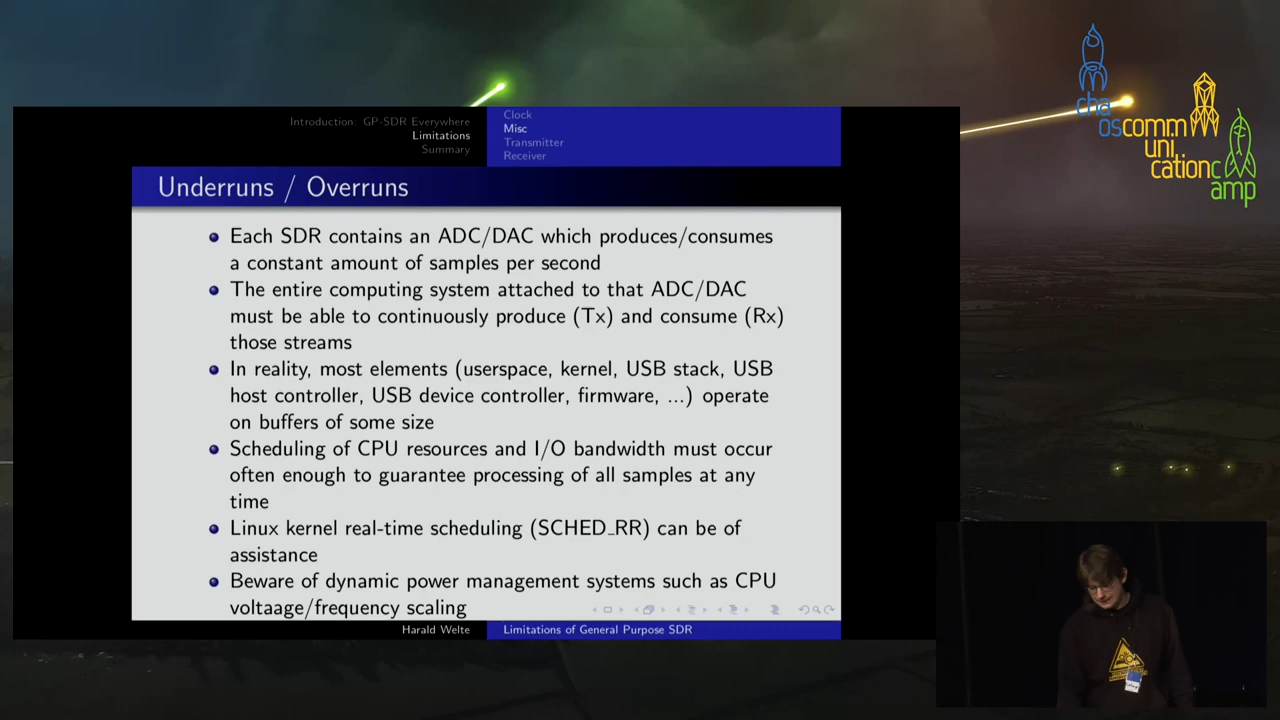 Introduction: GP-SDR Everywhere
Limitations
Summary
Clock
Misc
Transmitter
Receiver
Underruns / Overruns
Each SDR contains an ADC/DAC which produces/consumes
a constant amount of samples per second
The entire computing system attached to that ADC/DAC
must be able to continuously produce (Tx) and consume (Rx)
those streams
In reality, most elements (userspace, kernel, USB stack, USB
host controller, USB device controller, firmware, ...) operate
on buffers of some size
Scheduling of CPU resources and I/O bandwidth must occur
often enough to guarantee processing of all samples at any
time
Linux kernel real-time scheduling (SCHED_RR) can be of
assistance
Beware of dynamic power management systems such as CPU
voltaage/frequency scaling
Harald Welte
Limitations of General Purpose SDR
cha
oscomm
uni
cationc
amp